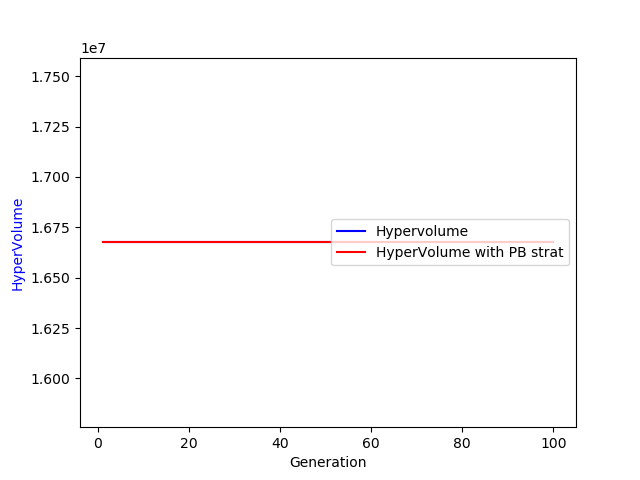 1e7
1.750
1.725
1.700
1.675
1.650
1.625
1.600
HyperVolume
Hypervolume
HyperVolume with PB strat
0 20 40 60 80 100
Generation